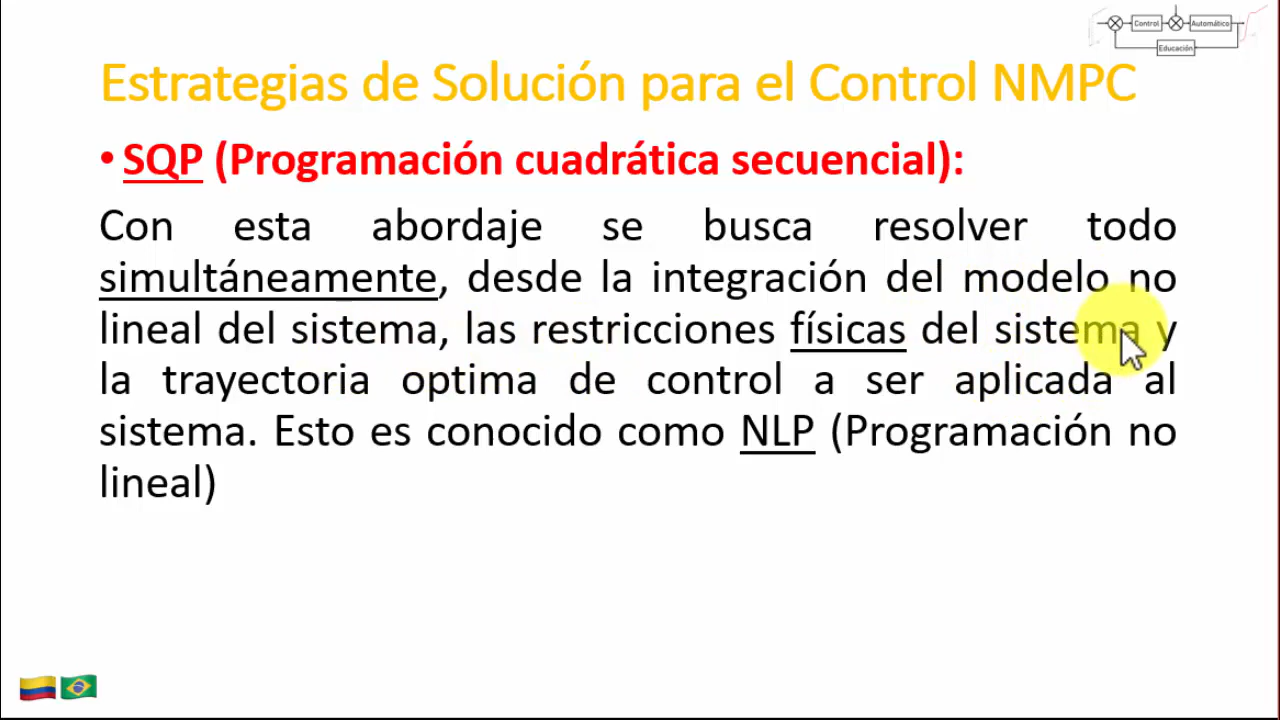 Control
Automático
Educación
Estrategias de Solución para el Control NMPC
• SQP (Programación cuadrática secuencial):
Con esta abordaje se busca resolver todo
simultáneamente, desde la integración del modelo no
lineal del sistema, las restricciones físicas del sistema y
la trayectoria optima de control a ser aplicada al
sistema. Esto es conocido como NLP (Programación no
lineal)